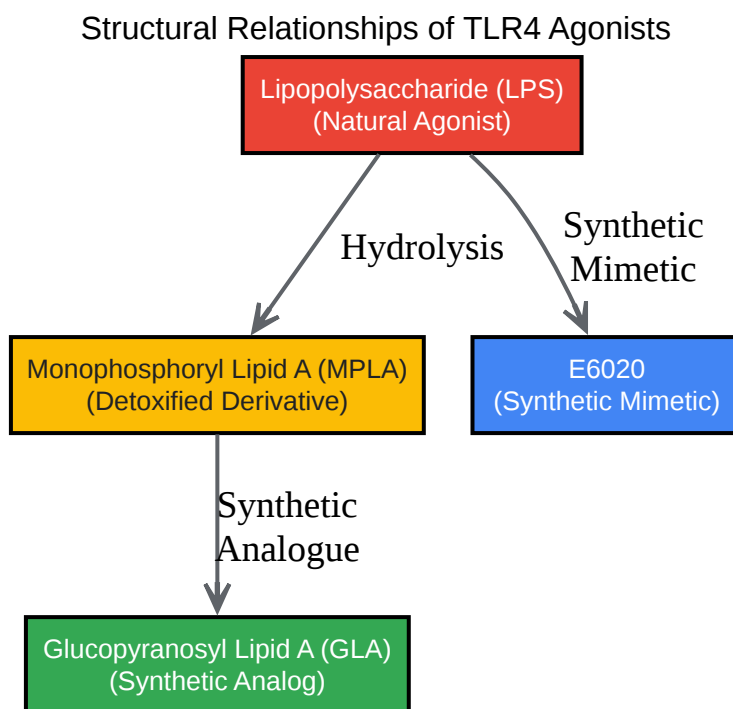 Structural Relationships of TLR4 Agonists
Lipopolysaccharide (LPS)
(Natural Agonist)
Hydrolysis
Synthetic
Mimetic
Monophosphoryl Lipid A (MPLA)
(Detoxified Derivative)
E6020
(Synthetic Mimetic)
Synthetic
Analogue
Glucopyranosyl Lipid A (GLA)
(Synthetic Analog)